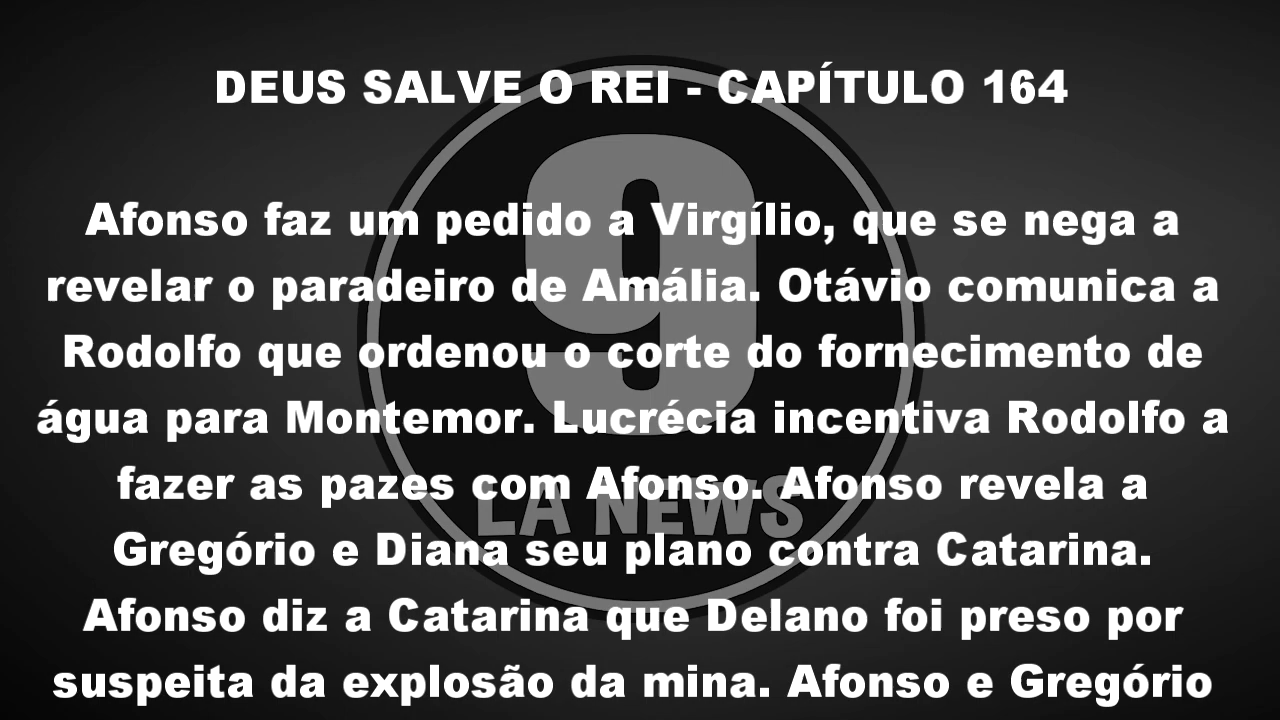 DEUS SALVE O REI - CAPÍTULO 164
Afonso faz um pedido a Virgílio, que se nega a
revelar o paradeiro de Amália. Otávio comunica a
Rodolfo que ordenou o corte do fornecimento de
água para Montemor. Lucrécia incentiva Rodolfo a
fazer as pazes com Afonso. Afonso revela a
Gregório e Diana seu plano contra Catarina.
Afonso diz a Catarina que Delano foi preso por
suspeita da explosão da mina. Afonso e Gregório
9
LA NEWS